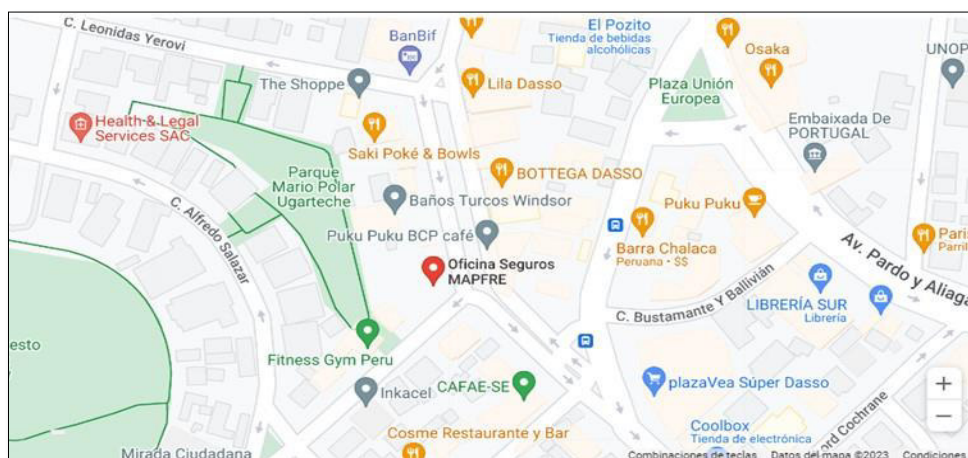 C. Leonidas Yerovi
BanBif
El Pozito
Tienda de bebidas
alcohólicas
Osaka
UNOP
The Shoppe
Lila Dasso
Plaza Unión
Europea
Health & Legal
Services SAC
Saki Poké & Bowls
Embaixada De
PORTUGAL
Parque
Mario Polar
Ugarteche
BOTTEGA DASSO
Baños Turcos Windsor
Puku Puku
C. Alfredo Salazar
Puku Puku BCP café
Barra Chalaca
Peruana • $$
Paris
Parril
Oficina Seguros
MAPFRE
Av. Pardo y Aliaga
LIBRERÍA SUR
Librería
C. Bustamante Y Ballivián
esto
Fitness Gym Peru
Inkacel
CAFAE-SE
plazaVea Súper Dasso
Cosme Restaurante y Bar
Coolbox
Tienda de electrónica
ord Cochrane
Mirada Ciudadana
Combinaciones de teclas
Datos del mapa ©2023
Condiciones